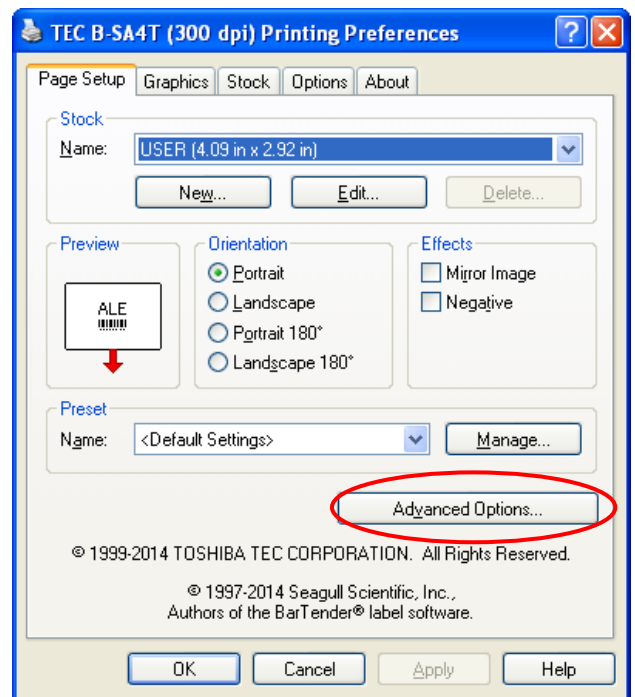 TEC B-SA4T (300 dpi) Printing Preferences
Page Setup Graphics Stock Options About
Stock
Name: USER (4.09 in x 2.92 in)
New... Edit... Delete...
Preview Orientation Effects
Portrait Mirror Image
Landscape Negative
Portrait 180°
Landscape 180°
ALE
Preset
Name: <Default Settings> Manage...
Advanced Options...
© 1999-2014 TOSHIBA TEC CORPORATION. All Rights Reserved.
© 1997-2014 Seagull Scientific, Inc.,
Authors of the BarTender® label software.
OK Cancel Apply Help